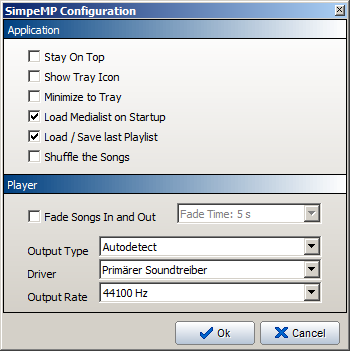 SimpeMP Configuration
Application
Stay On Top
Show Tray Icon
Minimize to Tray
Load Medialist on Startup
Load / Save last Playlist
Shuffle the Songs
Player
Fade Songs In and Out Fade Time: 5 s
Output Type Autodetect
Driver Primärer Soundtreiber
Output Rate 44100 Hz
Ok Cancel